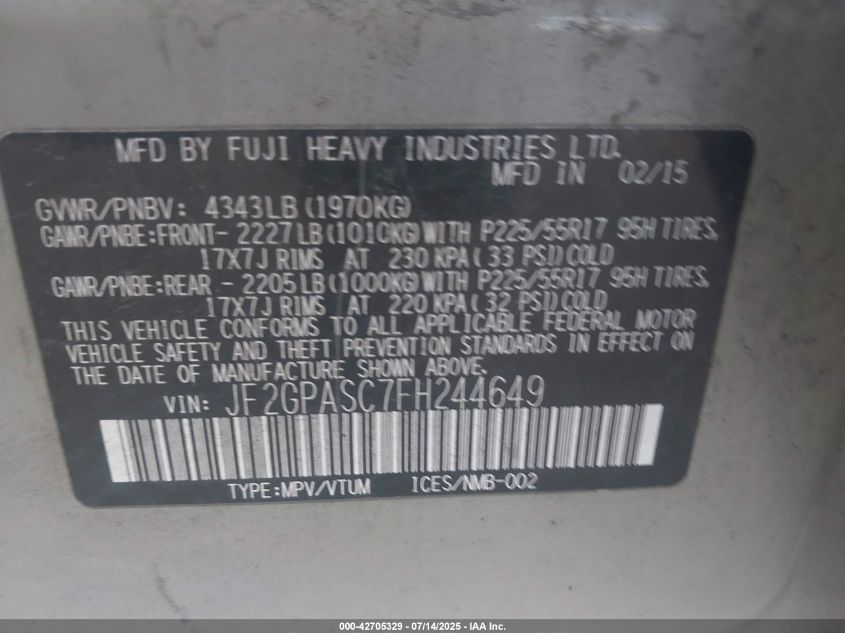 MFD BY FUJI HEAVY INDUSTRIES LTD.
MFD IN 02/15
GVWR/PNBV: 4343LB(1970KG)
GAWR/PNBE:FRONT- 2227LB(1010KG)WITH P225/55R17 95H TIRES,
17X7J RIMS AT 230 KPA(33 PSI)COLD
GAWR/PNBE:REAR - 2205LB(1000KG)WITH P225/55R17 95H TIRES,
17X7J RIMS AT 220 KPA(32 PSI)COLD
THIS VEHICLE CONFORMS TO ALL APPLICABLE FEDERAL MOTOR
VEHICLE SAFETY AND THEFT PREVENTION STANDARDS IN EFFECT ON
THE DATE OF MANUFACTURE SHOWN ABOVE.
VIN: JF2GPASC7FH244649
TYPE:MPV/VTUM ICES/NMB-002
000-42705329 - 07/14/2025 - IAA Inc.